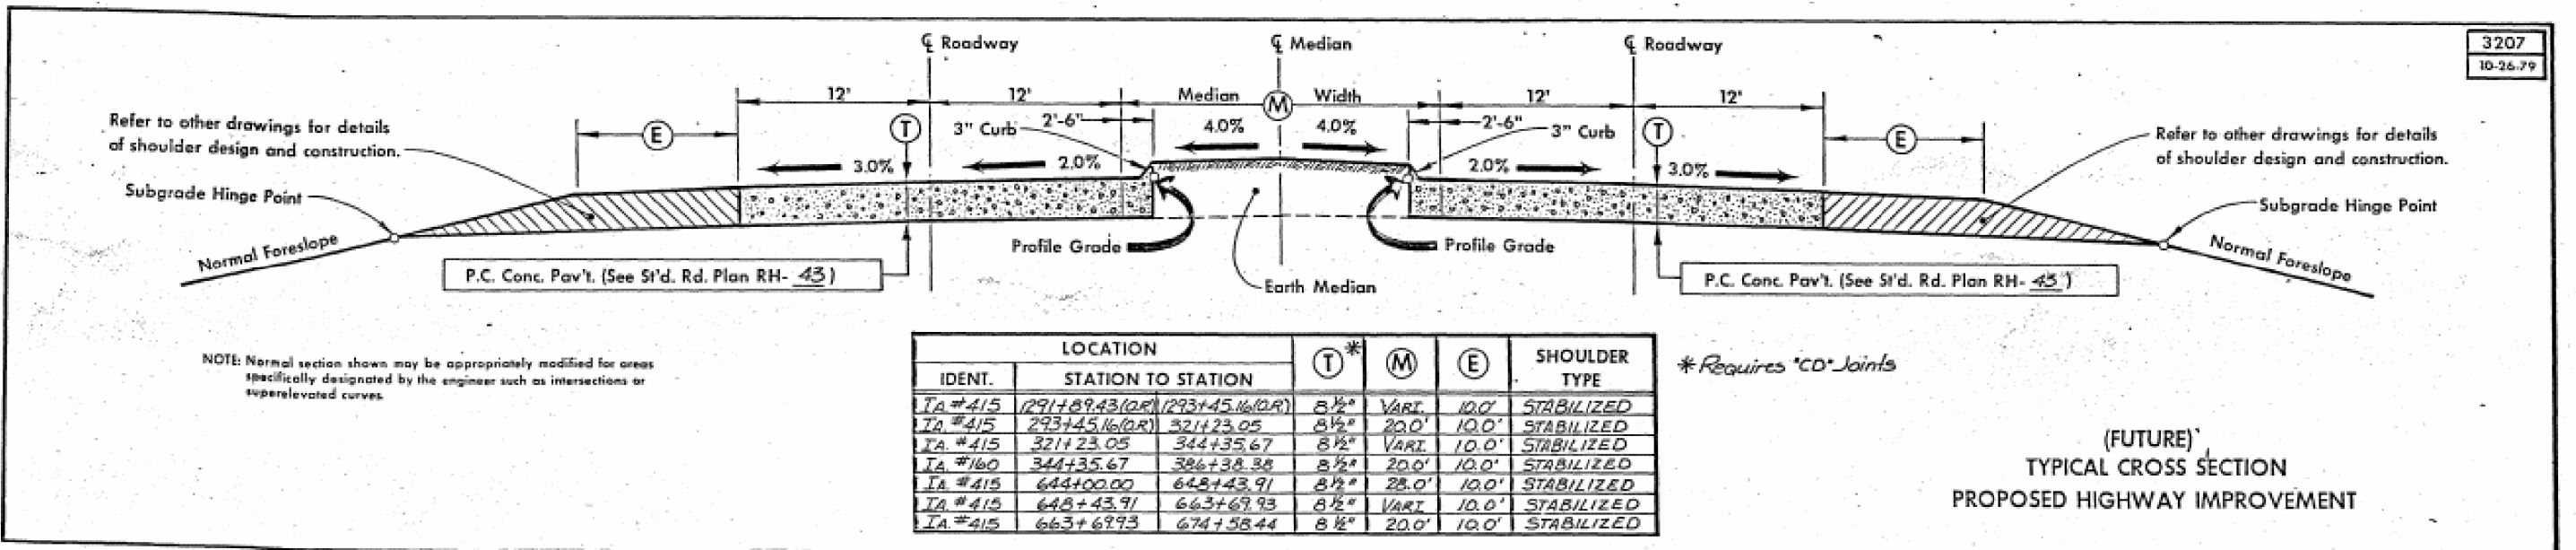 3207
10-26-79
℄ Roadway
℄ Median
℄ Roadway
12'
12'
Median
M
Width
12'
12'
Refer to other drawings for details
of shoulder design and construction.
E
T
3" Curb
2'-6"
4.0%
4.0%
2'-6"
3" Curb
T
E
Refer to other drawings for details
of shoulder design and construction.
3.0%
2.0%
2.0%
3.0%
Subgrade Hinge Point
Subgrade Hinge Point
Normal Foreslope
Profile Grade
Profile Grade
Normal Foreslope
P.C. Conc. Pav't. (See St'd. Rd. Plan RH- 43)
Earth Median
P.C. Conc. Pav't. (See St'd. Rd. Plan RH- 43)
NOTE: Normal section shown may be appropriately modified for areas
specifically designated by the engineer such as intersections or
superelevated curves.
LOCATION T* M E SHOULDER TYPE
IDENT. STATION TO STATION
IA.#415 1291+89.43(O.R) 1293+45.16(O.R) 8½" VARI. 10.0' STABILIZED
IA.#415 293+45.16(O.R) 321+23.05 8½" 20.0' 10.0' STABILIZED
IA.#415 321+23.05 344+35.67 8½" VARI. 10.0' STABILIZED
IA.#160 344+35.67 386+38.38 8½" 20.0' 10.0' STABILIZED
IA.#415 644+00.00 648+43.91 8½" 28.0' 10.0' STABILIZED
IA.#415 648+43.91 663+69.93 8½" VARI 10.0' STABILIZED
IA.#415 663+69.93 674+58.44 8½" 20.0' 10.0' STABILIZED
*Requires "CD" Joints
(FUTURE)
TYPICAL CROSS SECTION
PROPOSED HIGHWAY IMPROVEMENT